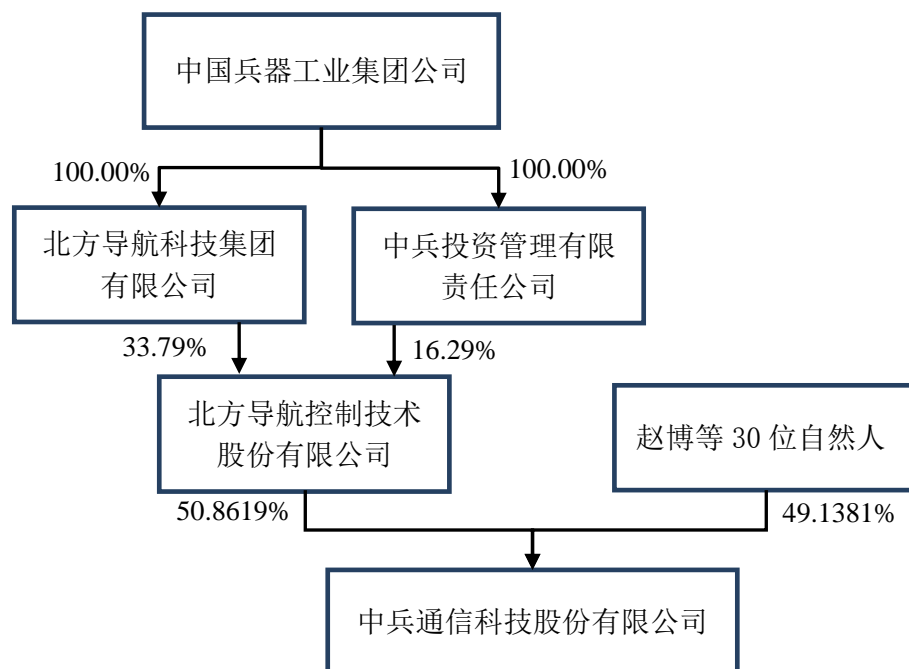 中国兵器工业集团公司
100.00%
100.00%
北方导航科技集团
有限公司
中兵投资管理有限
责任公司
33.79%
16.29%
北方导航控制技术
股份有限公司
赵博等 30 位自然人
50.8619%
49.1381%
中兵通信科技股份有限公司